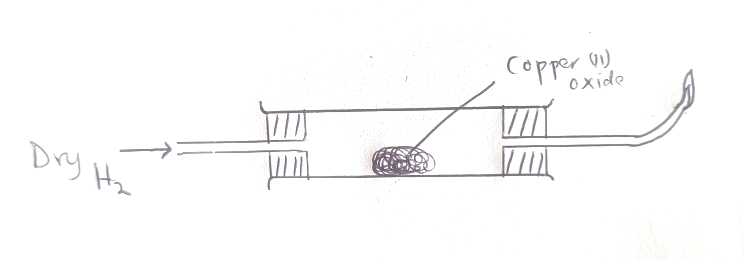 Copper (II)
oxide
Dry H₂